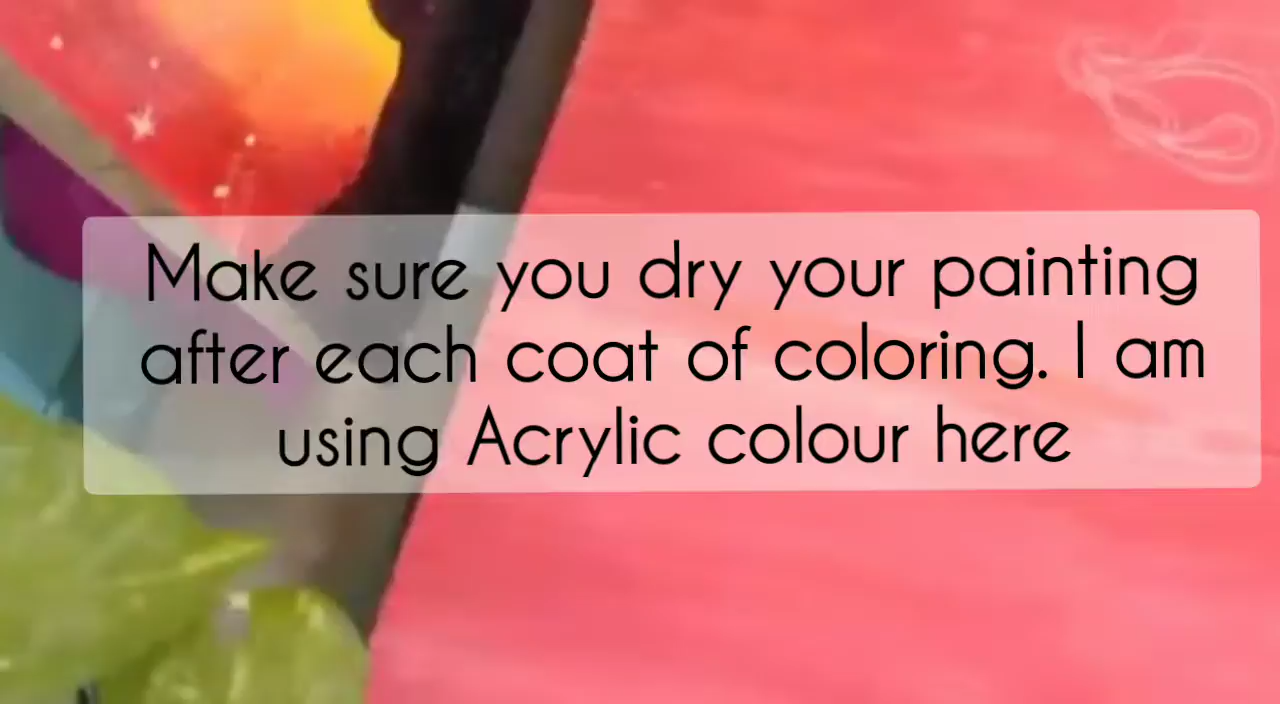 Make sure you dry your painting
after each coat of coloring. I am
using Acrylic colour here